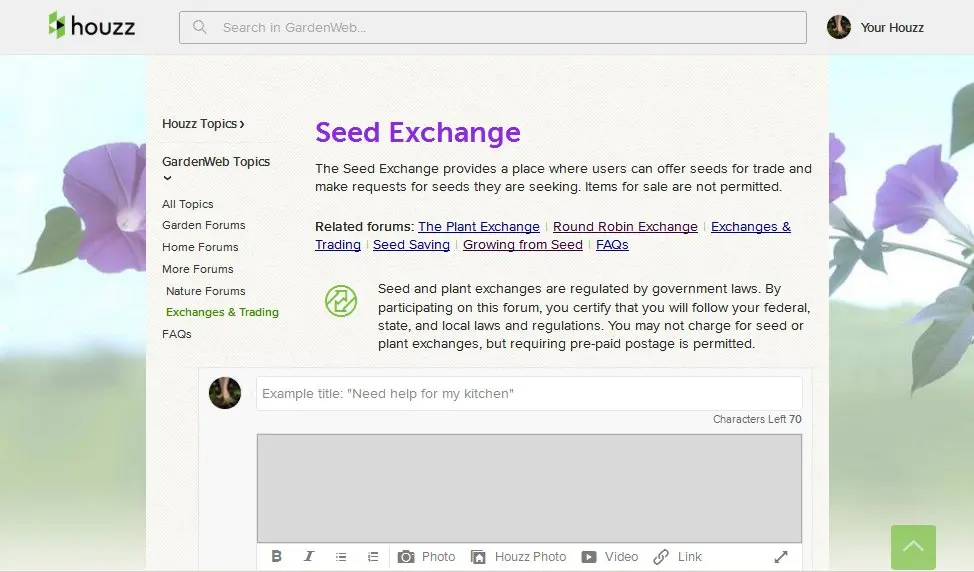 houzz
Search in GardenWeb...
Your Houzz
Houzz Topics ›
GardenWeb Topics
All Topics
Garden Forums
Home Forums
More Forums
Nature Forums
Exchanges & Trading
FAQs
Seed Exchange
The Seed Exchange provides a place where users can offer seeds for trade and
make requests for seeds they are seeking. Items for sale are not permitted.
Related forums: The Plant Exchange | Round Robin Exchange | Exchanges &
Trading | Seed Saving | Growing from Seed | FAQs
Seed and plant exchanges are regulated by government laws. By
participating on this forum, you certify that you will follow your federal,
state, and local laws and regulations. You may not charge for seed or
plant exchanges, but requiring pre-paid postage is permitted.
Example title: "Need help for my kitchen"
Characters Left 70
B I Photo Houzz Photo Video Link